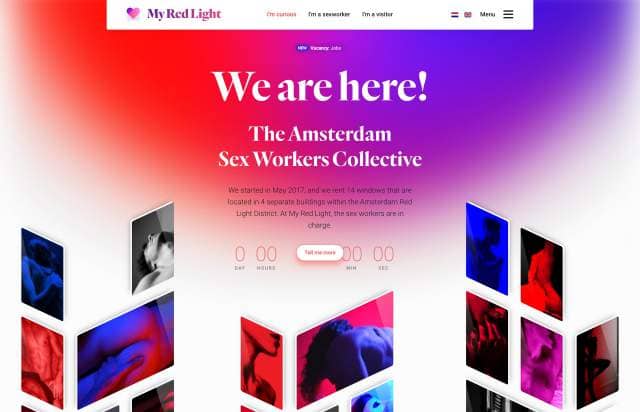 My Red Light
I'm curious
I'm a sexworker
I'm a visitor
Menu
NEW Vacancy: Jobs
We are here!
The Amsterdam
Sex Workers Collective
We started in May 2017, and we rent 14 windows that are
located in 4 separate buildings within the Amsterdam Red
Light District. At My Red Light, the sex workers are in
charge.
0 00 00 00
Tell me more
DAY HOURS MIN SEC